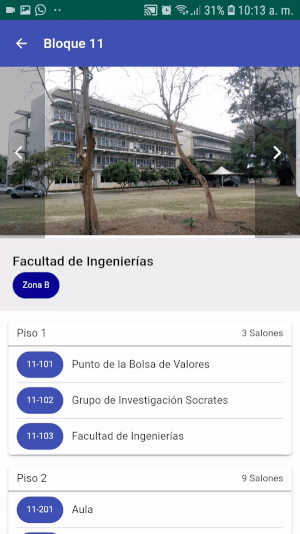 31% 10:13 a. m.
Bloque 11
Facultad de Ingenierías
Zona B
Piso 1 3 Salones
11-101 Punto de la Bolsa de Valores
11-102 Grupo de Investigación Socrates
11-103 Facultad de Ingenierías
Piso 2 9 Salones
11-201 Aula